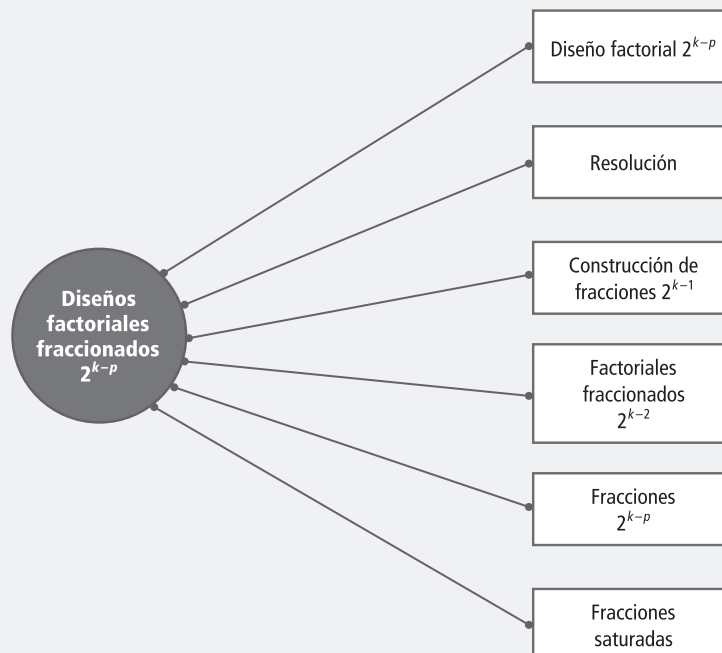 Diseños
factoriales
fraccionados
2^{k–p}
Diseño factorial 2^{k–p}
Resolución
Construcción de
fracciones 2^{k–1}
Factoriales
fraccionados
2^{k–2}
Fracciones
2^{k–p}
Fracciones
saturadas